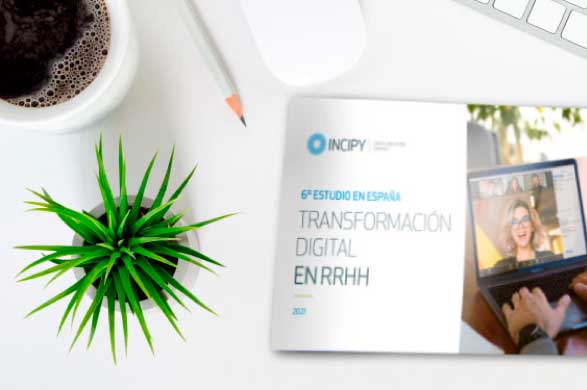 INCIPY
6º ESTUDIO EN ESPAÑA
TRANSFORMACIÓN
DIGITAL
EN RRHH
2021